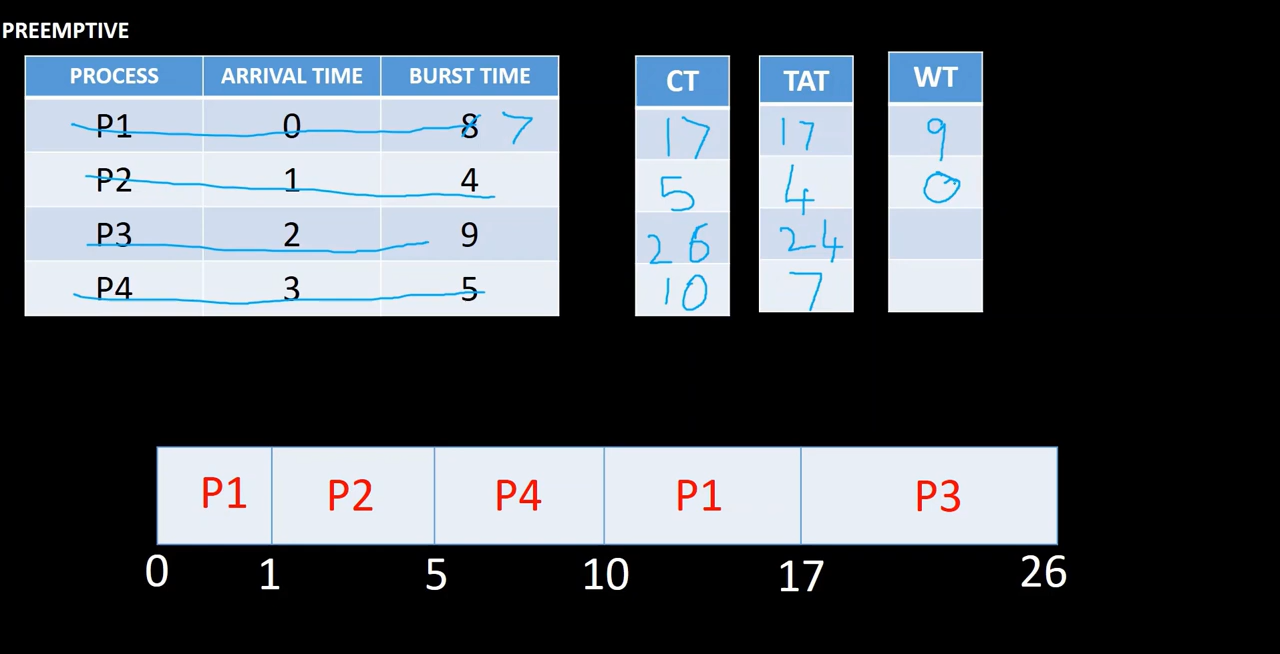 PREEMPTIVE
PROCESS ARRIVAL TIME BURST TIME CT TAT WT
P1 0 8 7 17 17 9
P2 1 4 5 4 0
P3 2 9 26 24
P4 3 5 10 7
P1 P2 P4 P1 P3
0 1 5 10 17 26